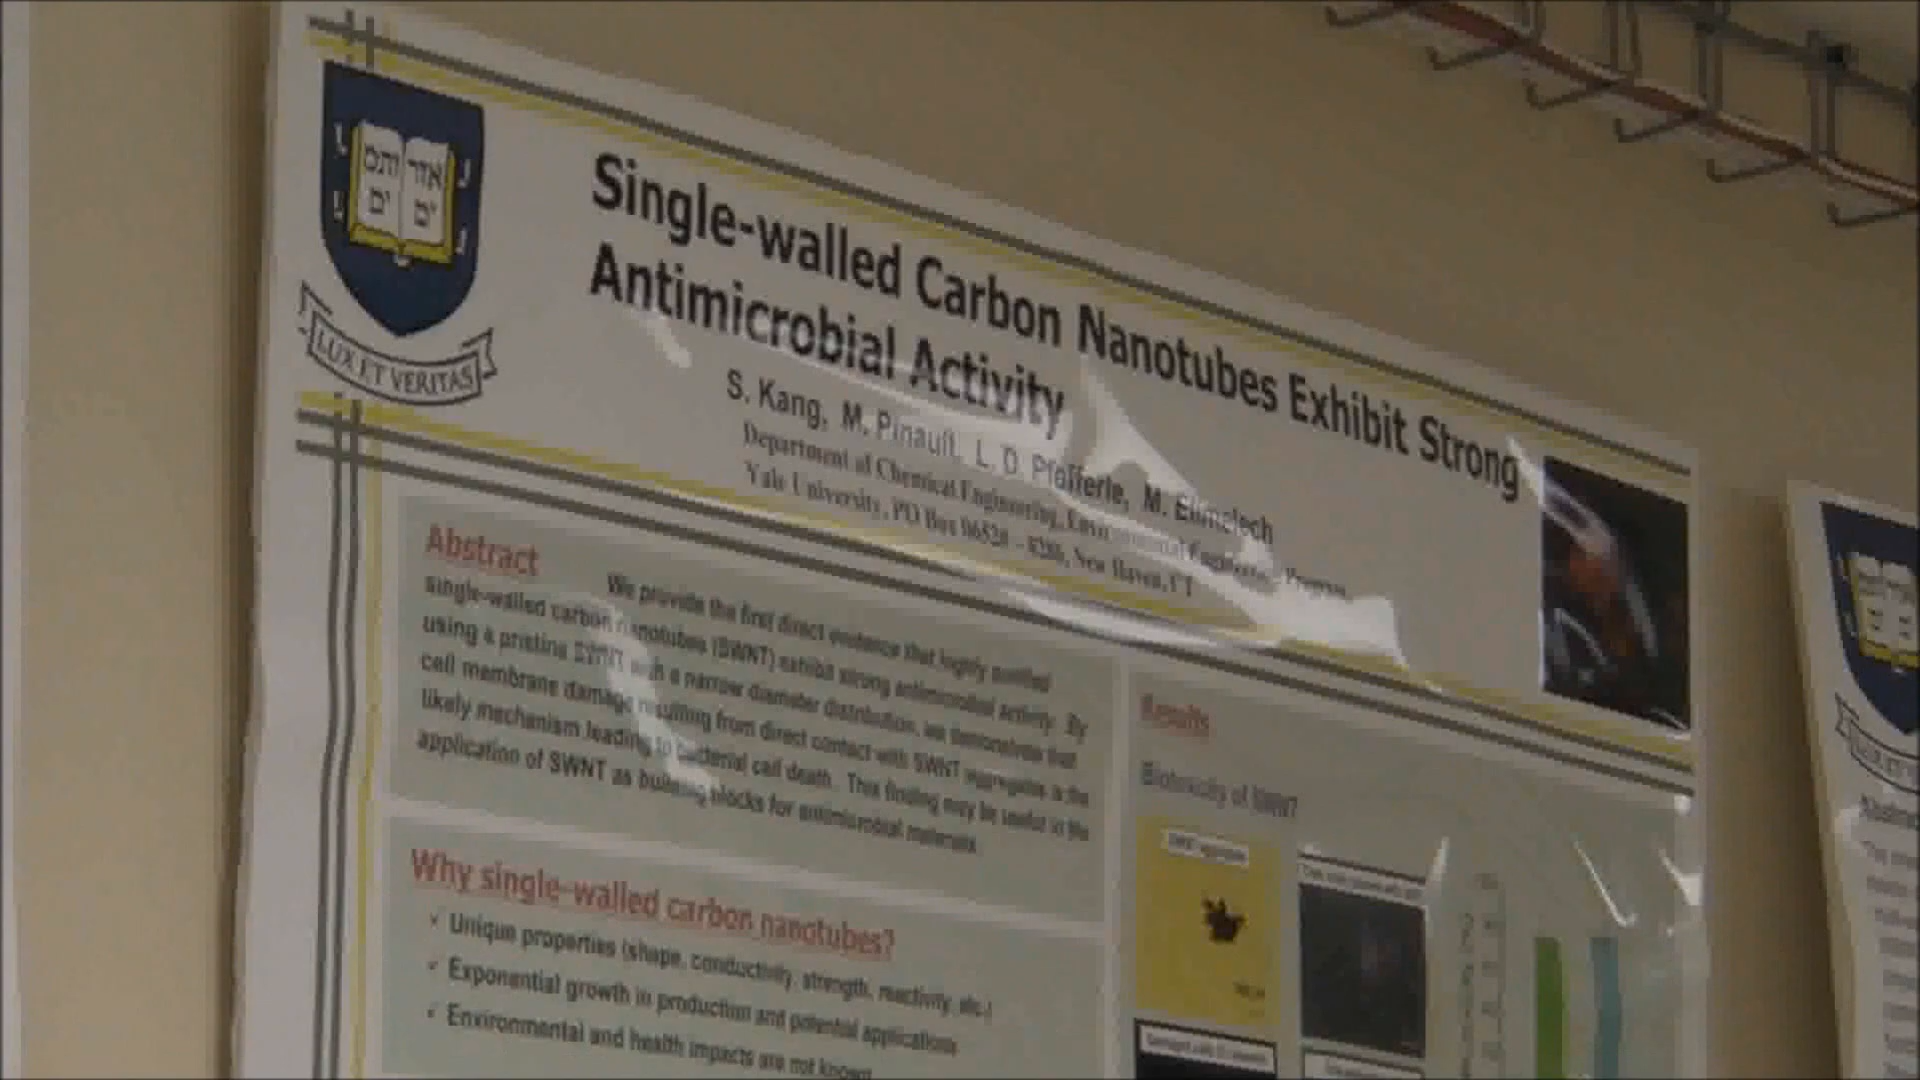 אורים
ותמים
LUX ET VERITAS
Single-walled Carbon Nanotubes Exhibit Strong
Antimicrobial Activity
S. Kang, M. Pinault, L. D. Pfefferle, M. Elimelech
Department of Chemical Engineering, Environmental Engineering Program
Yale University, PO Box 06520 - 8286, New Haven, CT
Abstract
We provide the first direct evidence that highly purified
single-walled carbon nanotubes (SWNT) exhibit strong antimicrobial activity. By
using a pristine SWNT with a narrow diameter distribution, we demonstrate that
cell membrane damage resulting from direct contact with SWNT aggregates is the
likely mechanism leading to bacterial cell death. This finding may be useful in the
application of SWNT as building blocks for antimicrobial materials.
Why single-walled carbon nanotubes?
✓ Unique properties (shape, conductivity, strength, reactivity, etc.)
✓ Exponential growth in production and potential applications
✓ Environmental and health impacts are not known
Results
Biotoxicity of SWNT